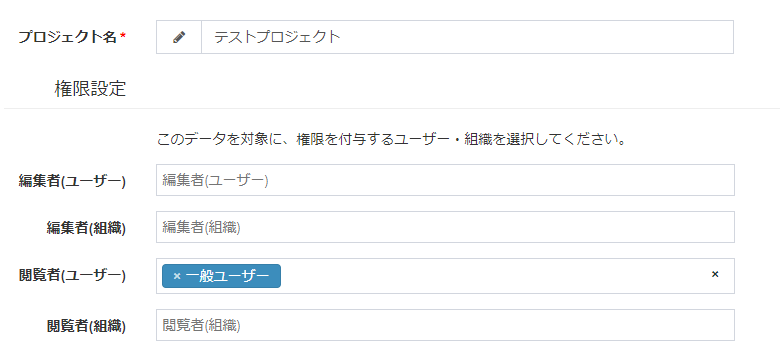 プロジェクト名* テストプロジェクト
権限設定
このデータを対象に、権限を付与するユーザー・組織を選択してください。
編集者(ユーザー) 編集者(ユーザー)
編集者(組織) 編集者(組織)
閲覧者(ユーザー) ×一般ユーザー ×
閲覧者(組織) 閲覧者(組織)